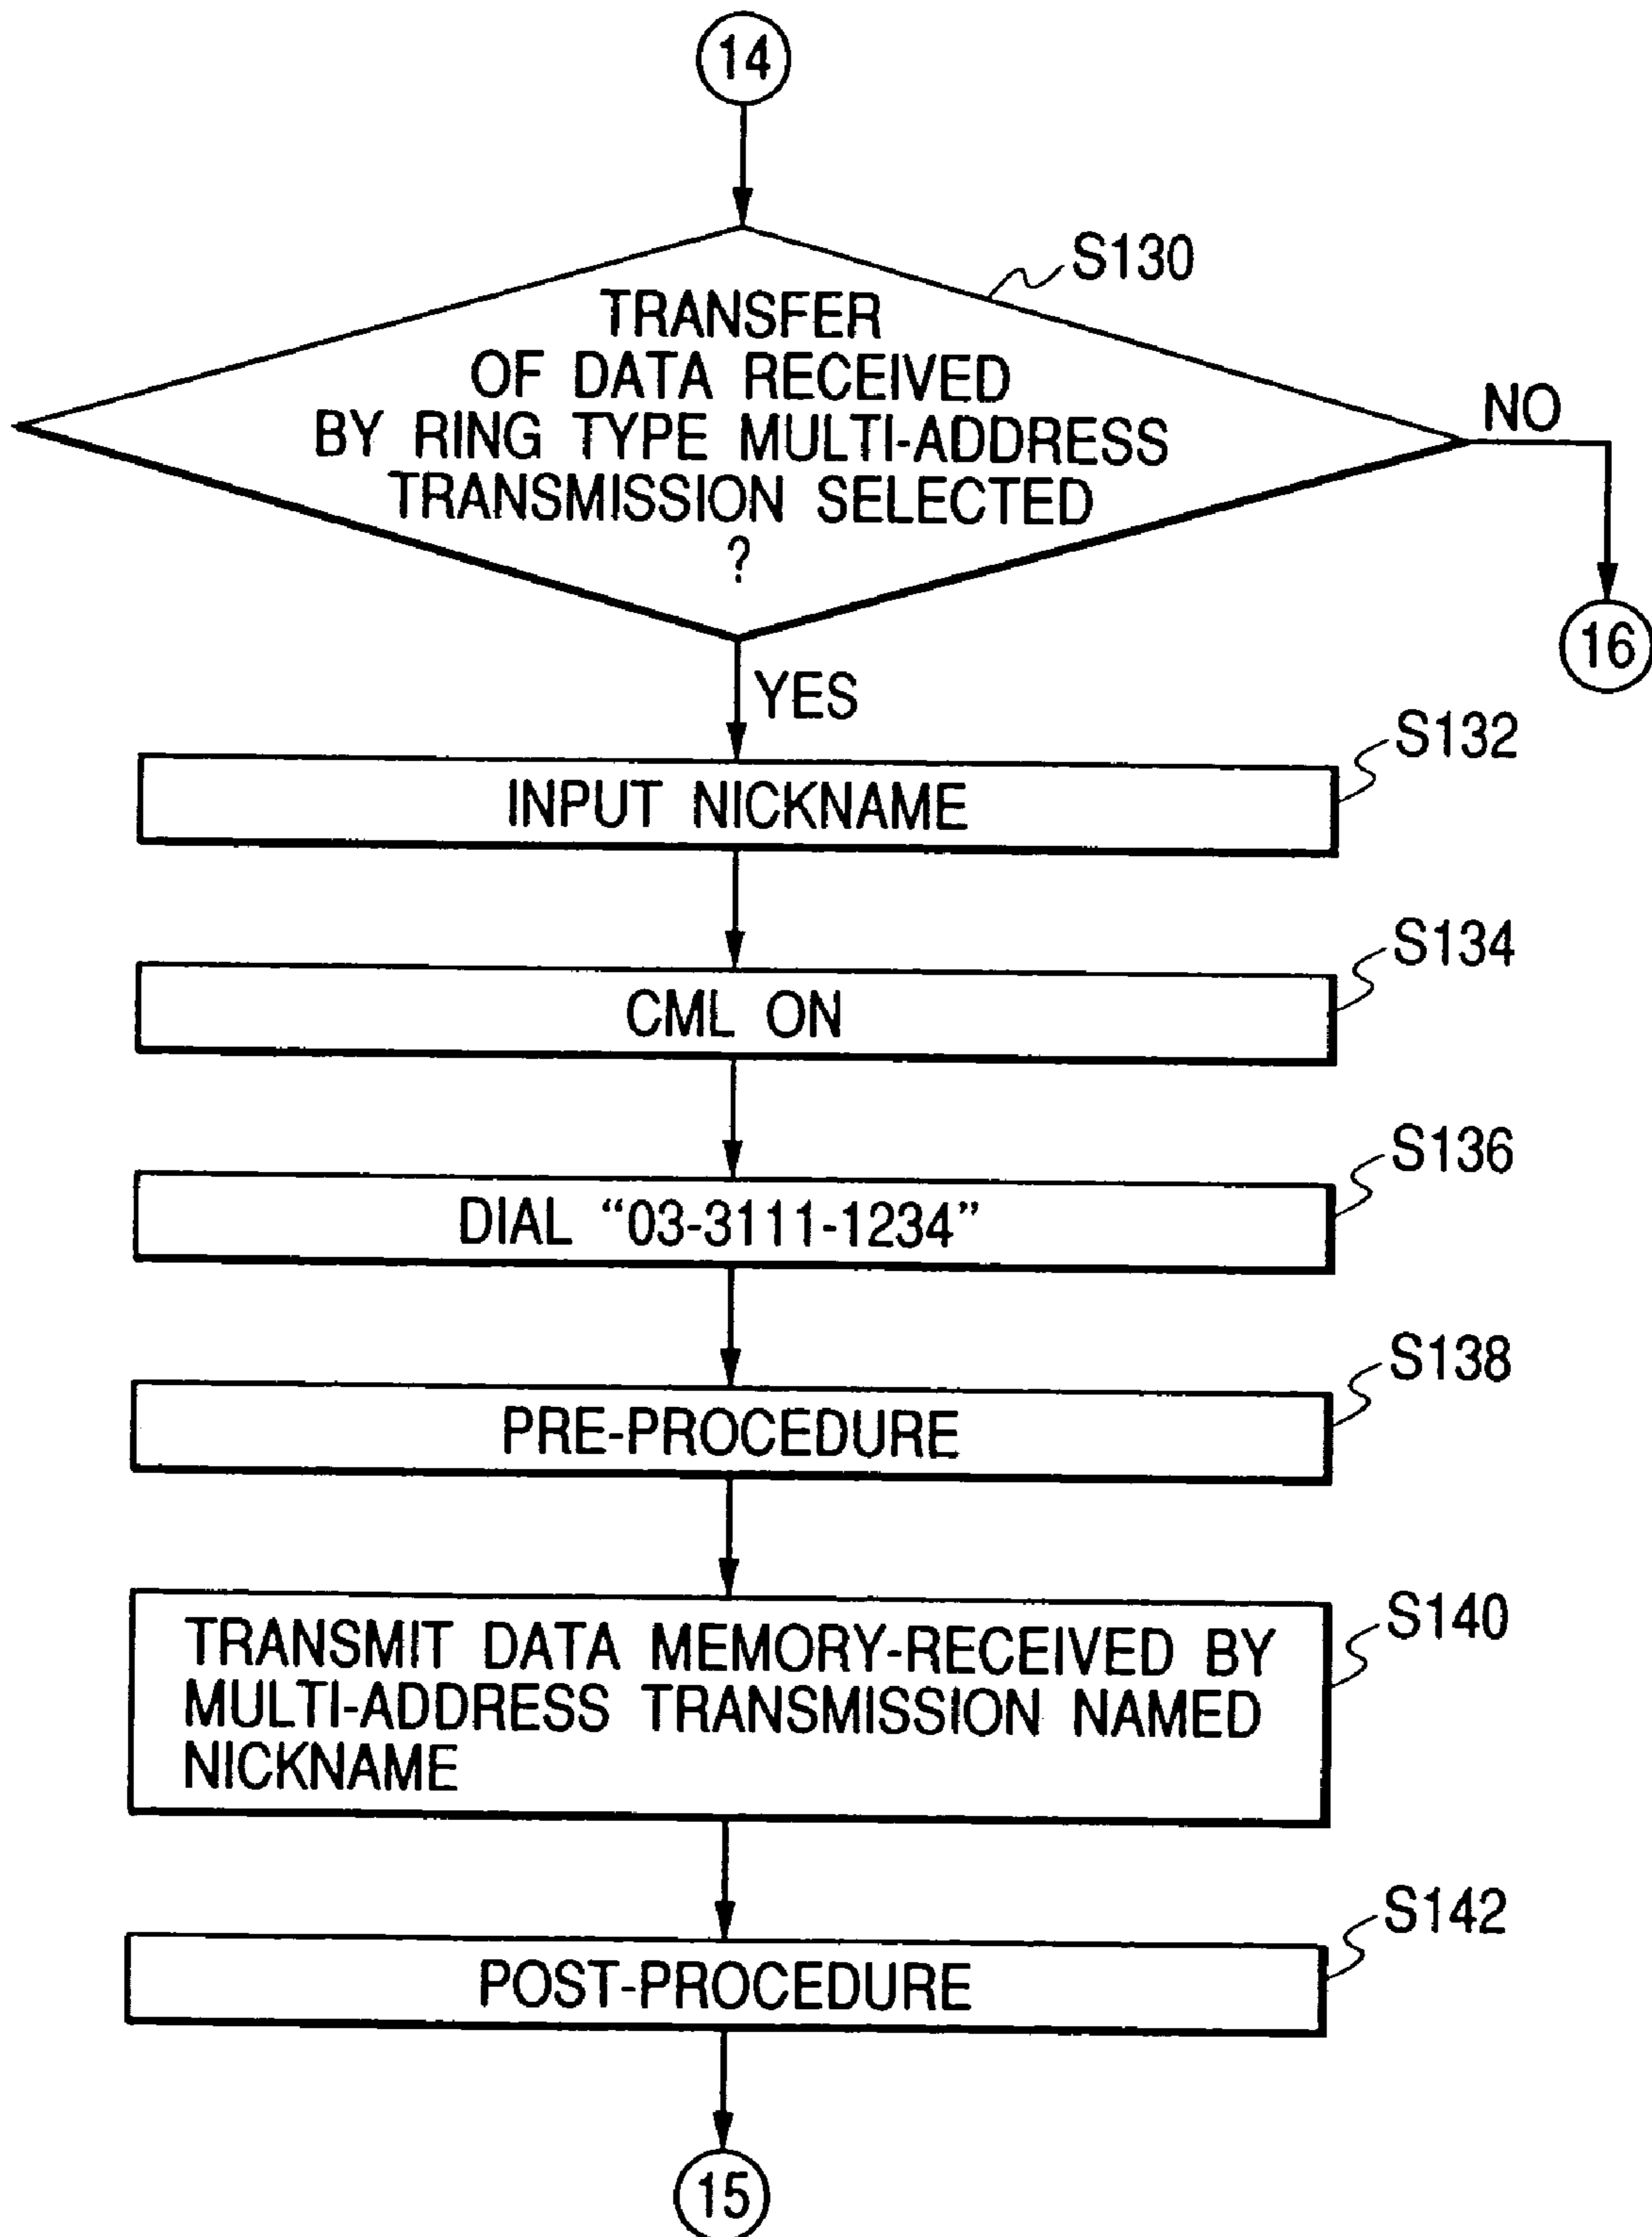 14
S130
TRANSFER
OF DATA RECEIVED
BY RING TYPE MULTI-ADDRESS
TRANSMISSION SELECTED
?
NO
16
YES
S132
INPUT NICKNAME
S134
CML ON
S136
DIAL “03-3111-1234”
S138
PRE-PROCEDURE
S140
TRANSMIT DATA MEMORY-RECEIVED BY
MULTI-ADDRESS TRANSMISSION NAMED
NICKNAME
S142
POST-PROCEDURE
15